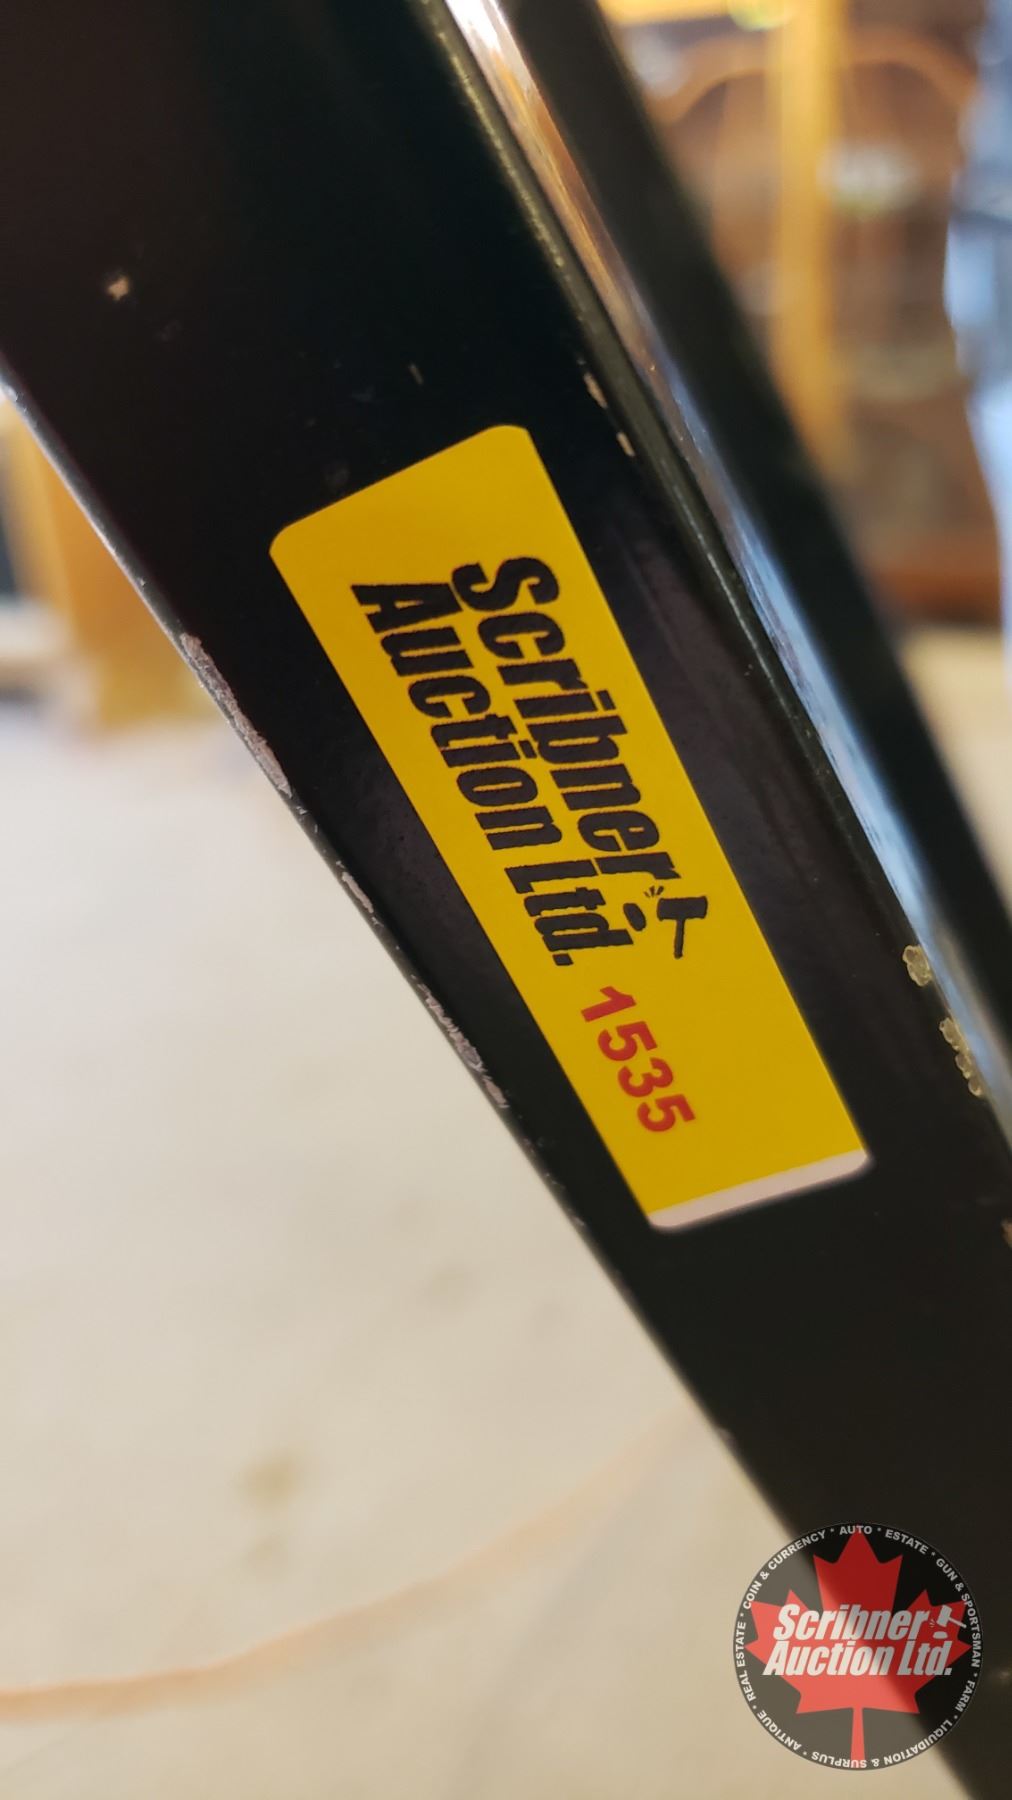 Scribner
Auction Ltd.
1535
COIN & CURRENCY * AUTO * ESTATE * GUN & SPORTSMAN * FARM * LIQUIDATION & SURPLUS * ANTIQUE * REAL ESTATE *
Scribner
Auction Ltd.